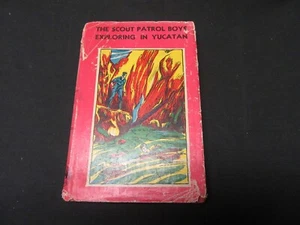 THE SCOUT PATROL BOYS
EXPLORING IN YUCATAN